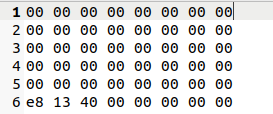 1 00 00 00 00 00 00 00 00
2 00 00 00 00 00 00 00 00
3 00 00 00 00 00 00 00 00
4 00 00 00 00 00 00 00 00
5 00 00 00 00 00 00 00 00
6 e8 13 40 00 00 00 00 00